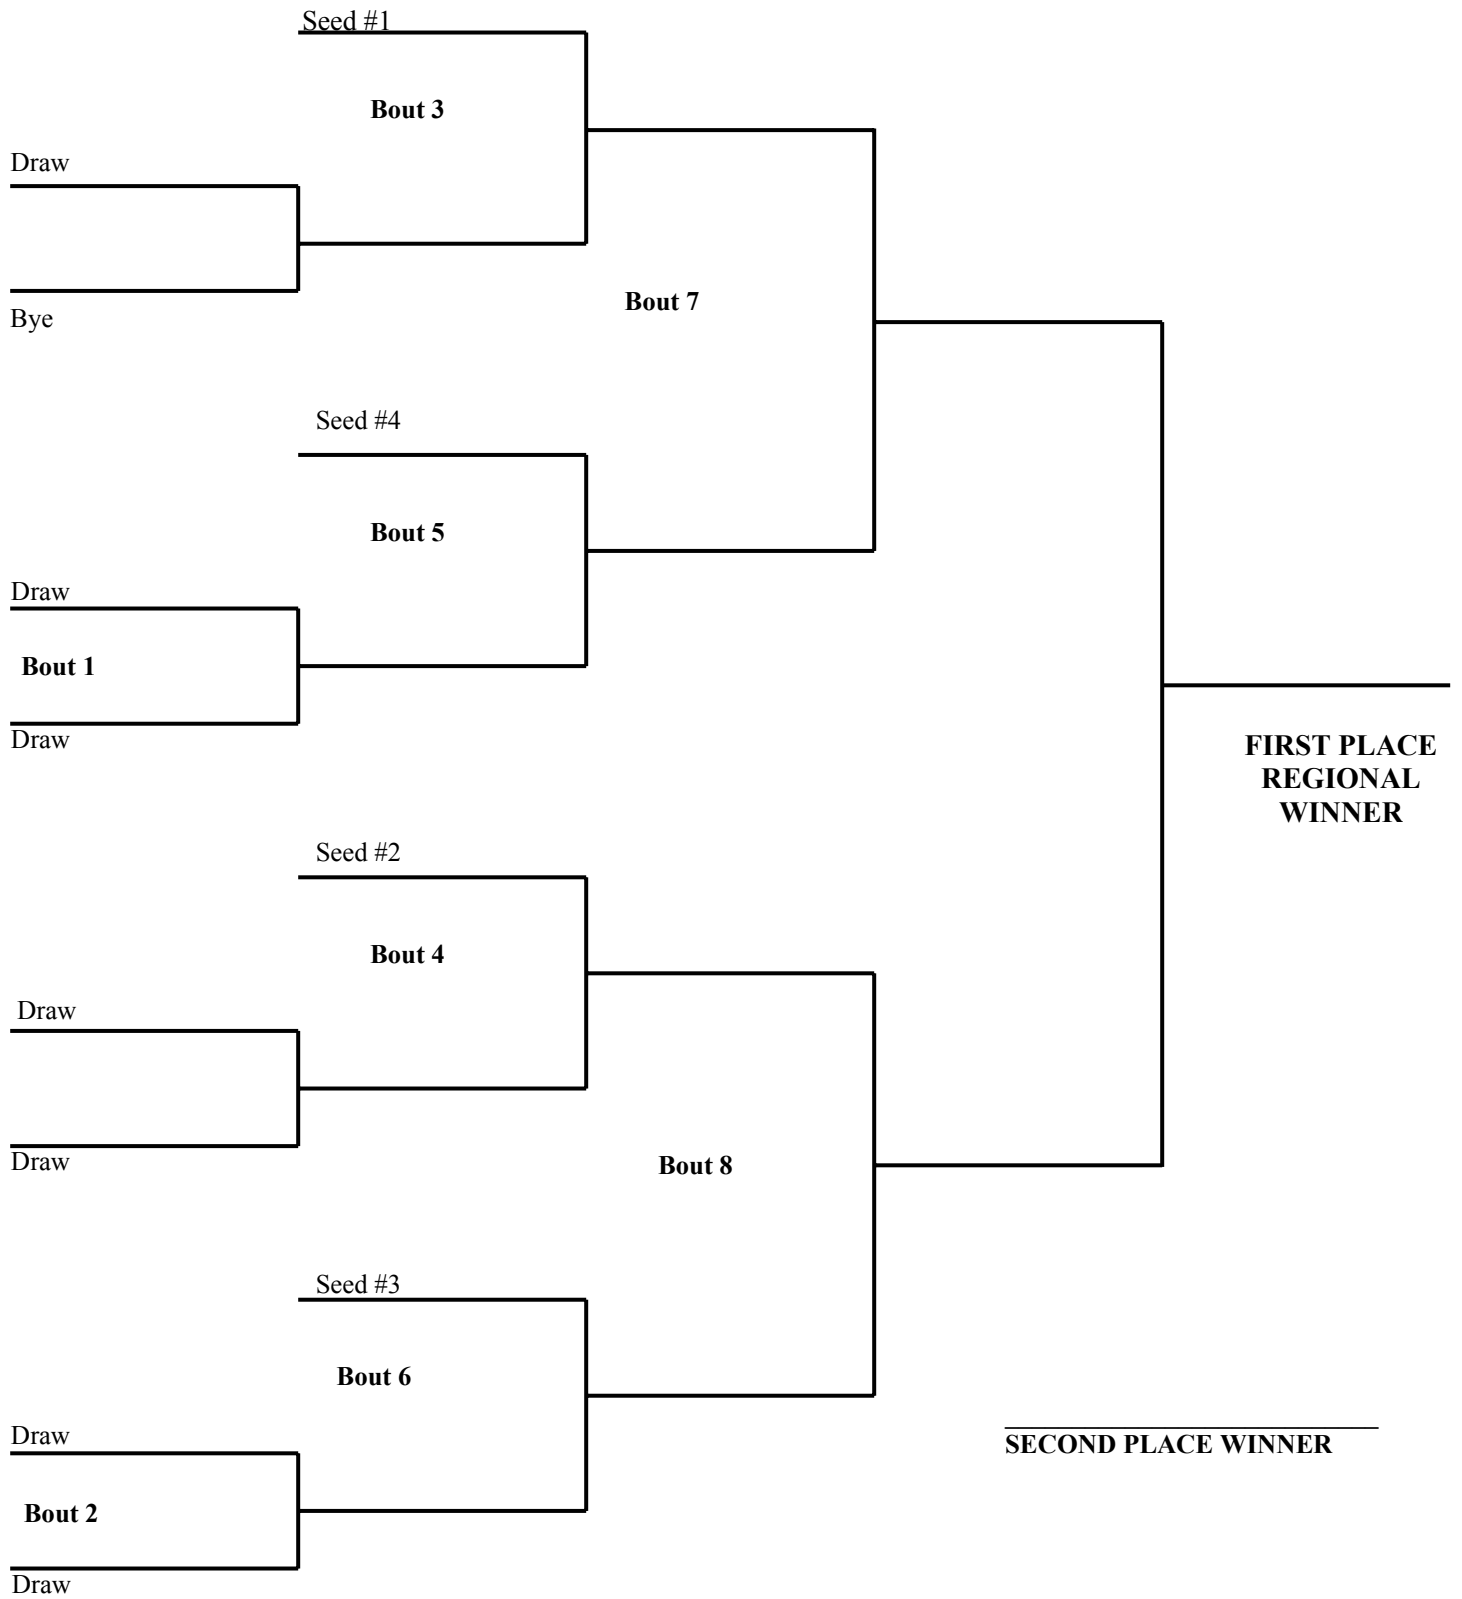 Seed #1
Bout 3
Draw
Bye
Bout 7
Seed #4
Bout 5
Draw
Bout 1
Draw
FIRST PLACE
REGIONAL
WINNER
Seed #2
Bout 4
Draw
Draw
Bout 8
Seed #3
Bout 6
Draw
SECOND PLACE WINNER
Bout 2
Draw